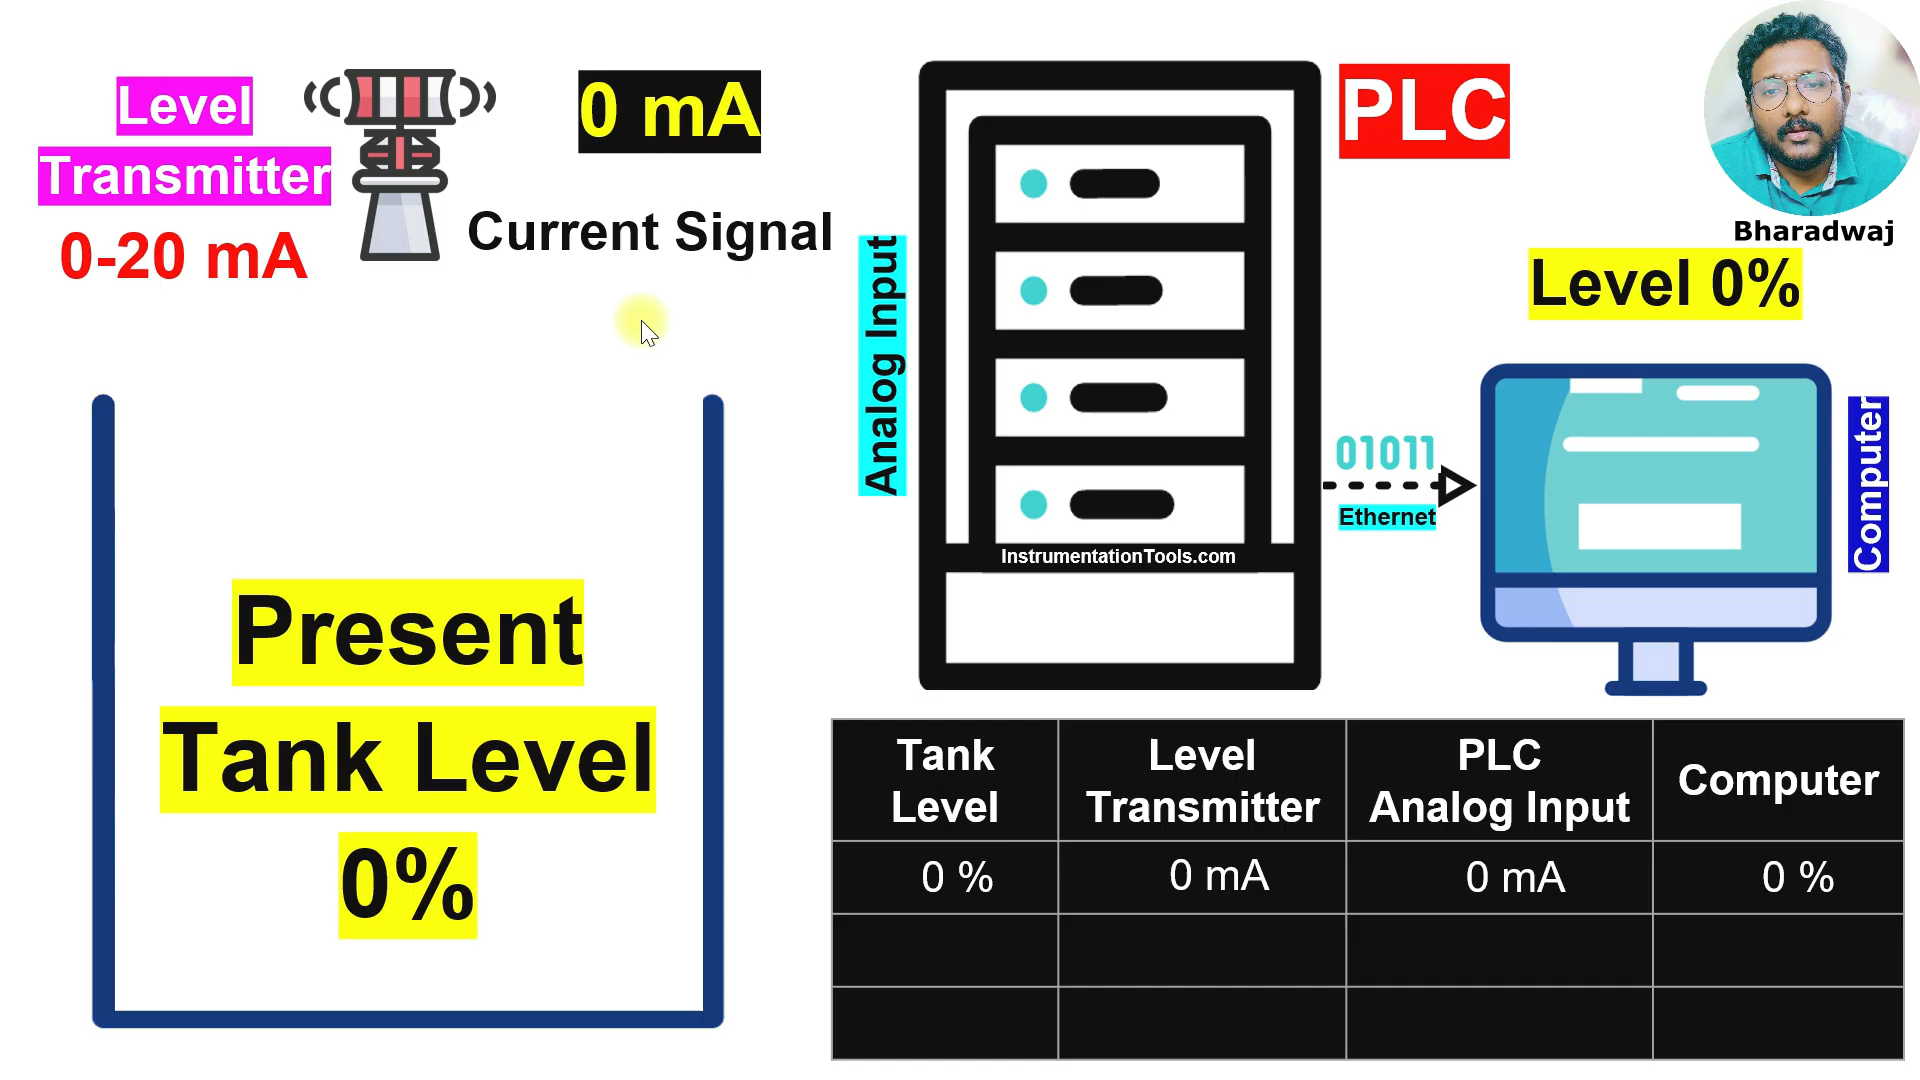 Level
Transmitter
0-20 mA
0 mA
Current Signal
Analog Input
PLC
Bharadwaj
Level 0%
01011
Ethernet
Computer
InstrumentationTools.com
Present
Tank Level
0%
Tank Level
Level Transmitter
PLC Analog Input
Computer
0 %
0 mA
0 mA
0 %